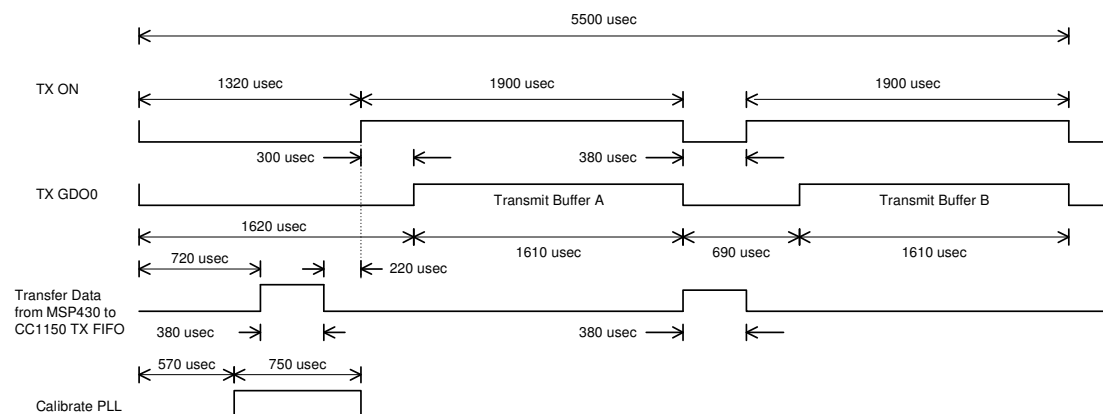 5500 usec
1320 usec
1900 usec
1900 usec
TX ON
300 usec
380 usec
TX GDO0
Transmit Buffer A
Transmit Buffer B
1620 usec
1610 usec
690 usec
1610 usec
720 usec
220 usec
Transfer Data
from MSP430 to
CC1150 TX FIFO
380 usec
380 usec
570 usec
750 usec
Calibrate PLL